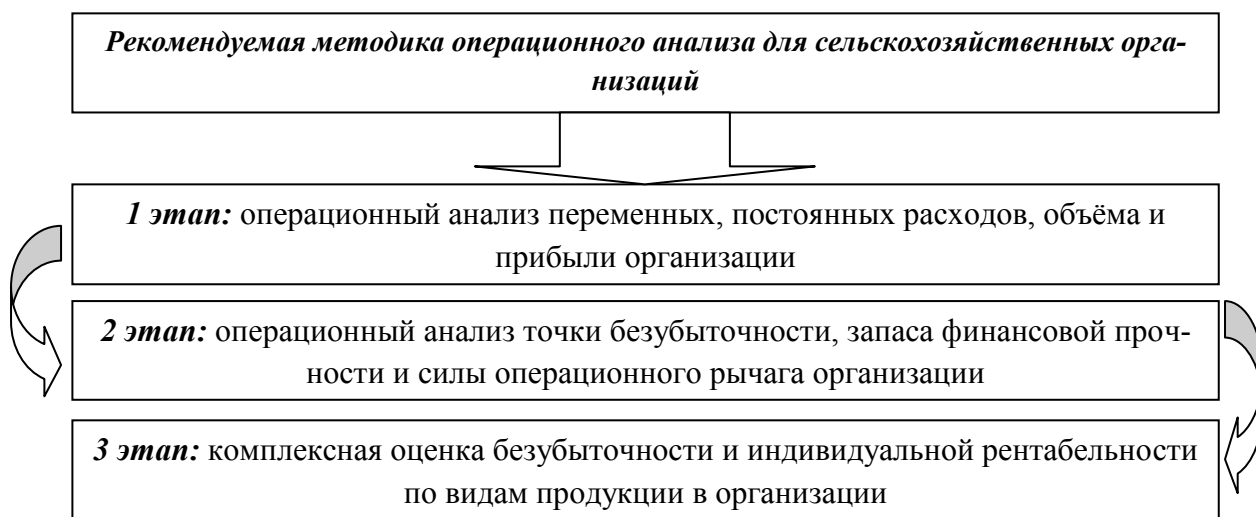 Рекомендуемая методика операционного анализа для сельскохозяйственных орга-
низаций
1 этап: операционный анализ переменных, постоянных расходов, объёма и
прибыли организации
2 этап: операционный анализ точки безубыточности, запаса финансовой проч-
ности и силы операционного рычага организации
3 этап: комплексная оценка безубыточности и индивидуальной рентабельности
по видам продукции в организации